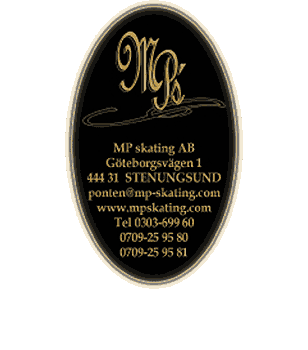 MP's
MP skating AB
Göteborgsvägen 1
444 31 STENUNGSUND
ponten@mp-skating.com
www.mpskating.com
Tel 0303-699 60
0709-25 95 80
0709-25 95 81